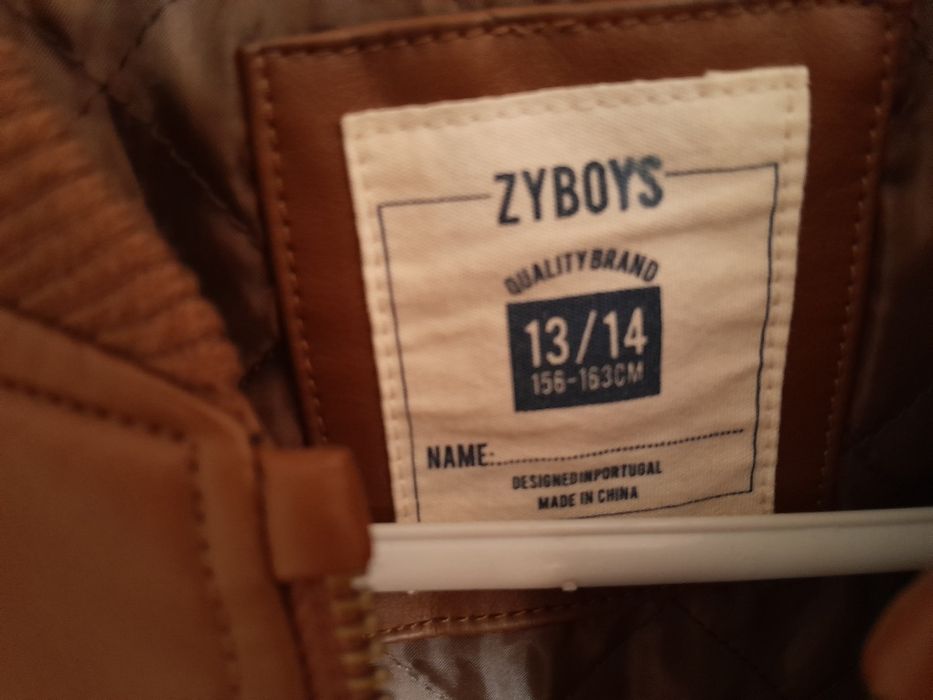 ZYBOYS
QUALITY BRAND
13/14
156-163CM
NAME:
DESIGNED IN PORTUGAL
MADE IN CHINA